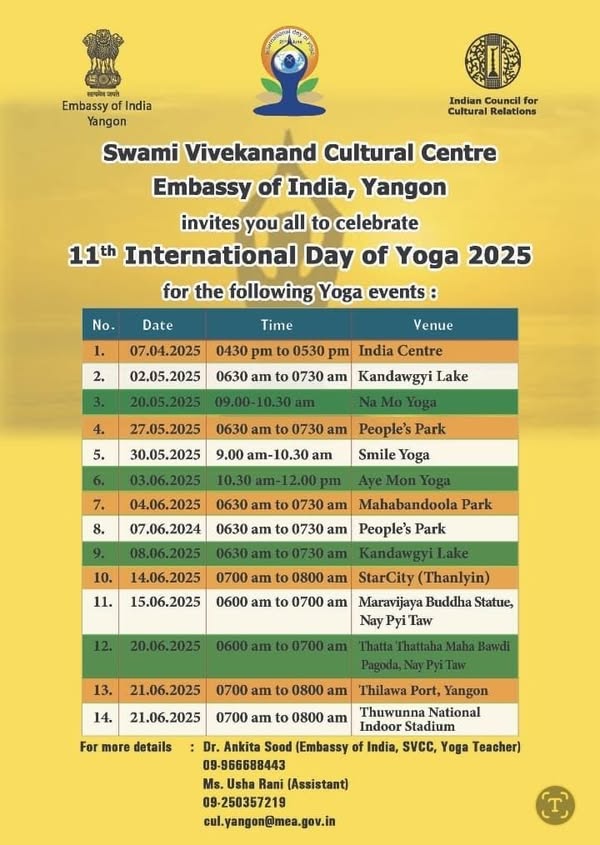 International day of Yoga
21st June
सत्यमेव जयते
Embassy of India
Yangon
Indian Council for
Cultural Relations
Swami Vivekanand Cultural Centre
Embassy of India, Yangon
invites you all to celebrate
11th International Day of Yoga 2025
for the following Yoga events :
No. Date Time Venue
1. 07.04.2025 0430 pm to 0530 pm India Centre
2. 02.05.2025 0630 am to 0730 am Kandawgyi Lake
3. 20.05.2025 09.00-10.30 am Na Mo Yoga
4. 27.05.2025 0630 am to 0730 am People's Park
5. 30.05.2025 9.00 am-10.30 am Smile Yoga
6. 03.06.2025 10.30 am-12.00 pm Aye Mon Yoga
7. 04.06.2025 0630 am to 0730 am Mahabandoola Park
8. 07.06.2024 0630 am to 0730 am People's Park
9. 08.06.2025 0630 am to 0730 am Kandawgyi Lake
10. 14.06.2025 0700 am to 0800 am StarCity (Thanlyin)
11. 15.06.2025 0600 am to 0700 am Maravijaya Buddha Statue,
Nay Pyi Taw
12. 20.06.2025 0600 am to 0700 am Thatta Thattaha Maha Bawdi
Pagoda, Nay Pyi Taw
13. 21.06.2025 0700 am to 0800 am Thilawa Port, Yangon
14. 21.06.2025 0700 am to 0800 am Thuwunna National
Indoor Stadium
For more details : Dr. Ankita Sood (Embassy of India, SVCC, Yoga Teacher)
09-966688443
Ms. Usha Rani (Assistant)
09-250357219
cul.yangon@mea.gov.in